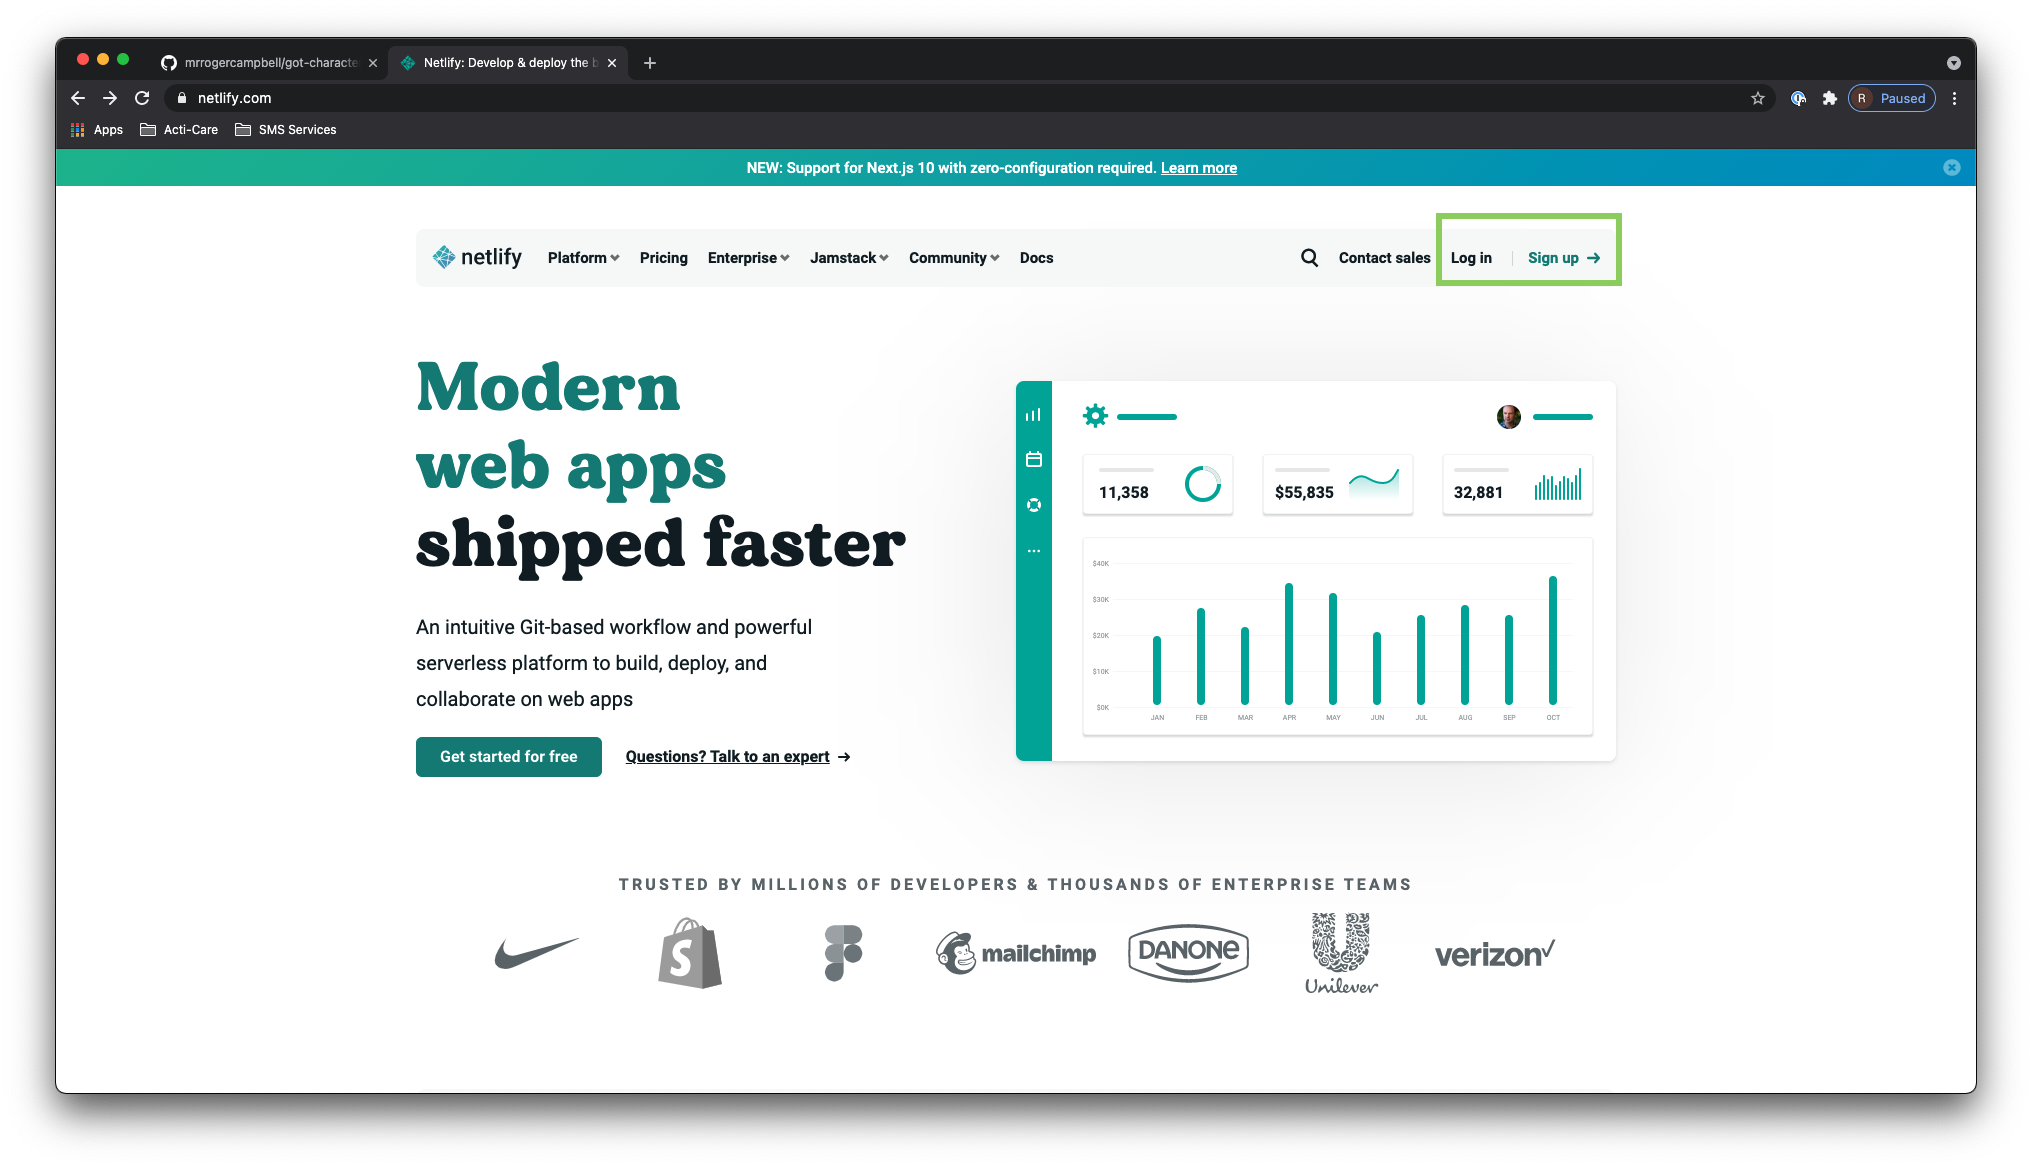 mrrogercampbell/got-characte
Netlify: Develop & deploy the b
netlify.com
R Paused
Apps Acti-Care SMS Services
NEW: Support for Next.js 10 with zero-configuration required. Learn more
netlify Platform Pricing Enterprise Jamstack Community Docs Contact sales Log in Sign up →
Modern
web apps
shipped faster
An intuitive Git-based workflow and powerful
serverless platform to build, deploy, and
collaborate on web apps
Get started for free Questions? Talk to an expert →
11,358 $55,835 32,881
$40K
$30K
$20K
$10K
$0K
JAN FEB MAR APR MAY JUN JUL AUG SEP OCT
TRUSTED BY MILLIONS OF DEVELOPERS & THOUSANDS OF ENTERPRISE TEAMS
S mailchimp DANONE Unilever verizon